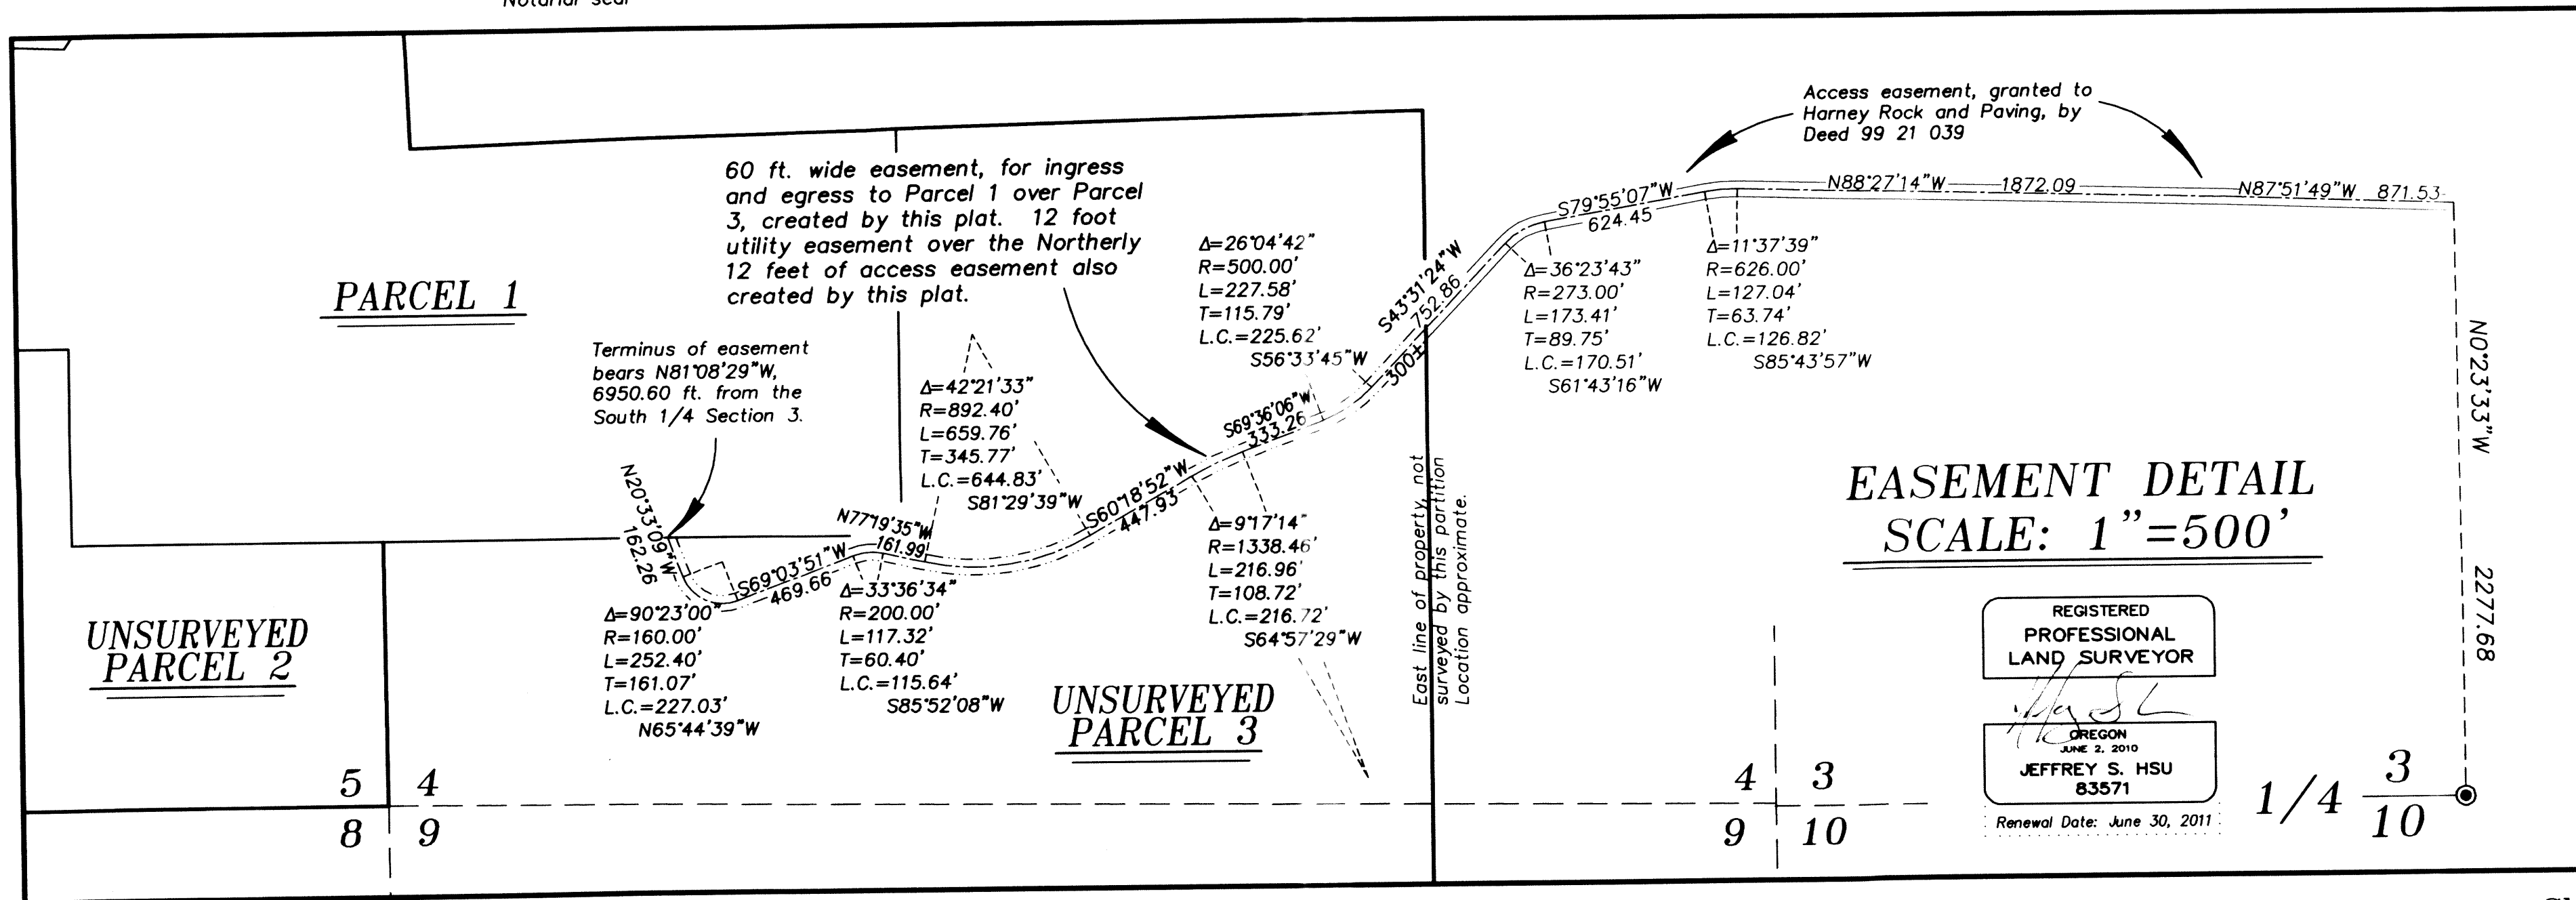 Notarial seal
Access easement, granted to
Harney Rock and Paving, by
Deed 99 21 039
60 ft. wide easement, for ingress
and egress to Parcel 1 over Parcel
3, created by this plat. 12 foot
utility easement over the Northerly
12 feet of access easement also
created by this plat.
PARCEL 1
Terminus of easement
bears N81°08'29"W,
6950.60 ft. from the
South 1/4 Section 3.
N88°27'14"W 1872.09
N87°51'49"W 871.53
S79°55'07"W
624.45
Δ=11°37'39"
R=626.00'
L=127.04'
T=63.74'
L.C.=126.82'
S85°43'57"W
Δ=36°23'43"
R=273.00'
L=173.41'
T=89.75'
L.C.=170.51'
S61°43'16"W
S43°31'24"W
752.86
300±
Δ=26°04'42"
R=500.00'
L=227.58'
T=115.79'
L.C.=225.62'
S56°33'45"W
S69°36'06"W
333.26
Δ=9°17'14"
R=1338.46'
L=216.96'
T=108.72'
L.C.=216.72'
S64°57'29"W
S60°18'52"W
447.93
Δ=42°21'33"
R=892.40'
L=659.76'
T=345.77'
L.C.=644.83'
S81°29'39"W
N77°19'35"W
161.99
Δ=33°36'34"
R=200.00'
L=117.32'
T=60.40'
L.C.=115.64'
S85°52'08"W
S69°03'51"W
469.66
Δ=90°23'00"
R=160.00'
L=252.40'
T=161.07'
L.C.=227.03'
N65°44'39"W
N20°33'09"W
162.26
N0°23'33"W
2277.68
East line of property, not
surveyed by this partition
Location approximate.
EASEMENT DETAIL
SCALE: 1"=500'
UNSURVEYED
PARCEL 2
UNSURVEYED
PARCEL 3
REGISTERED
PROFESSIONAL
LAND SURVEYOR
OREGON
JUNE 2, 2010
JEFFREY S. HSU
83571
Renewal Date: June 30, 2011
5 4
8 9
4 3
9 10
1/4 3
10